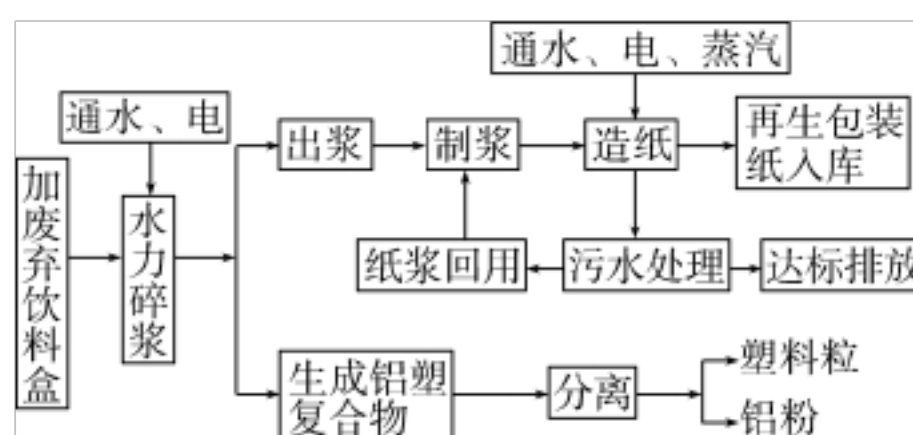 通水、电、蒸汽
通水、电
出浆
制浆
造纸
再生包装
纸入库
加废弃饮料盒
水力碎浆
纸浆回用
污水处理
达标排放
生成铝塑
复合物
分离
塑料粒
铝粉